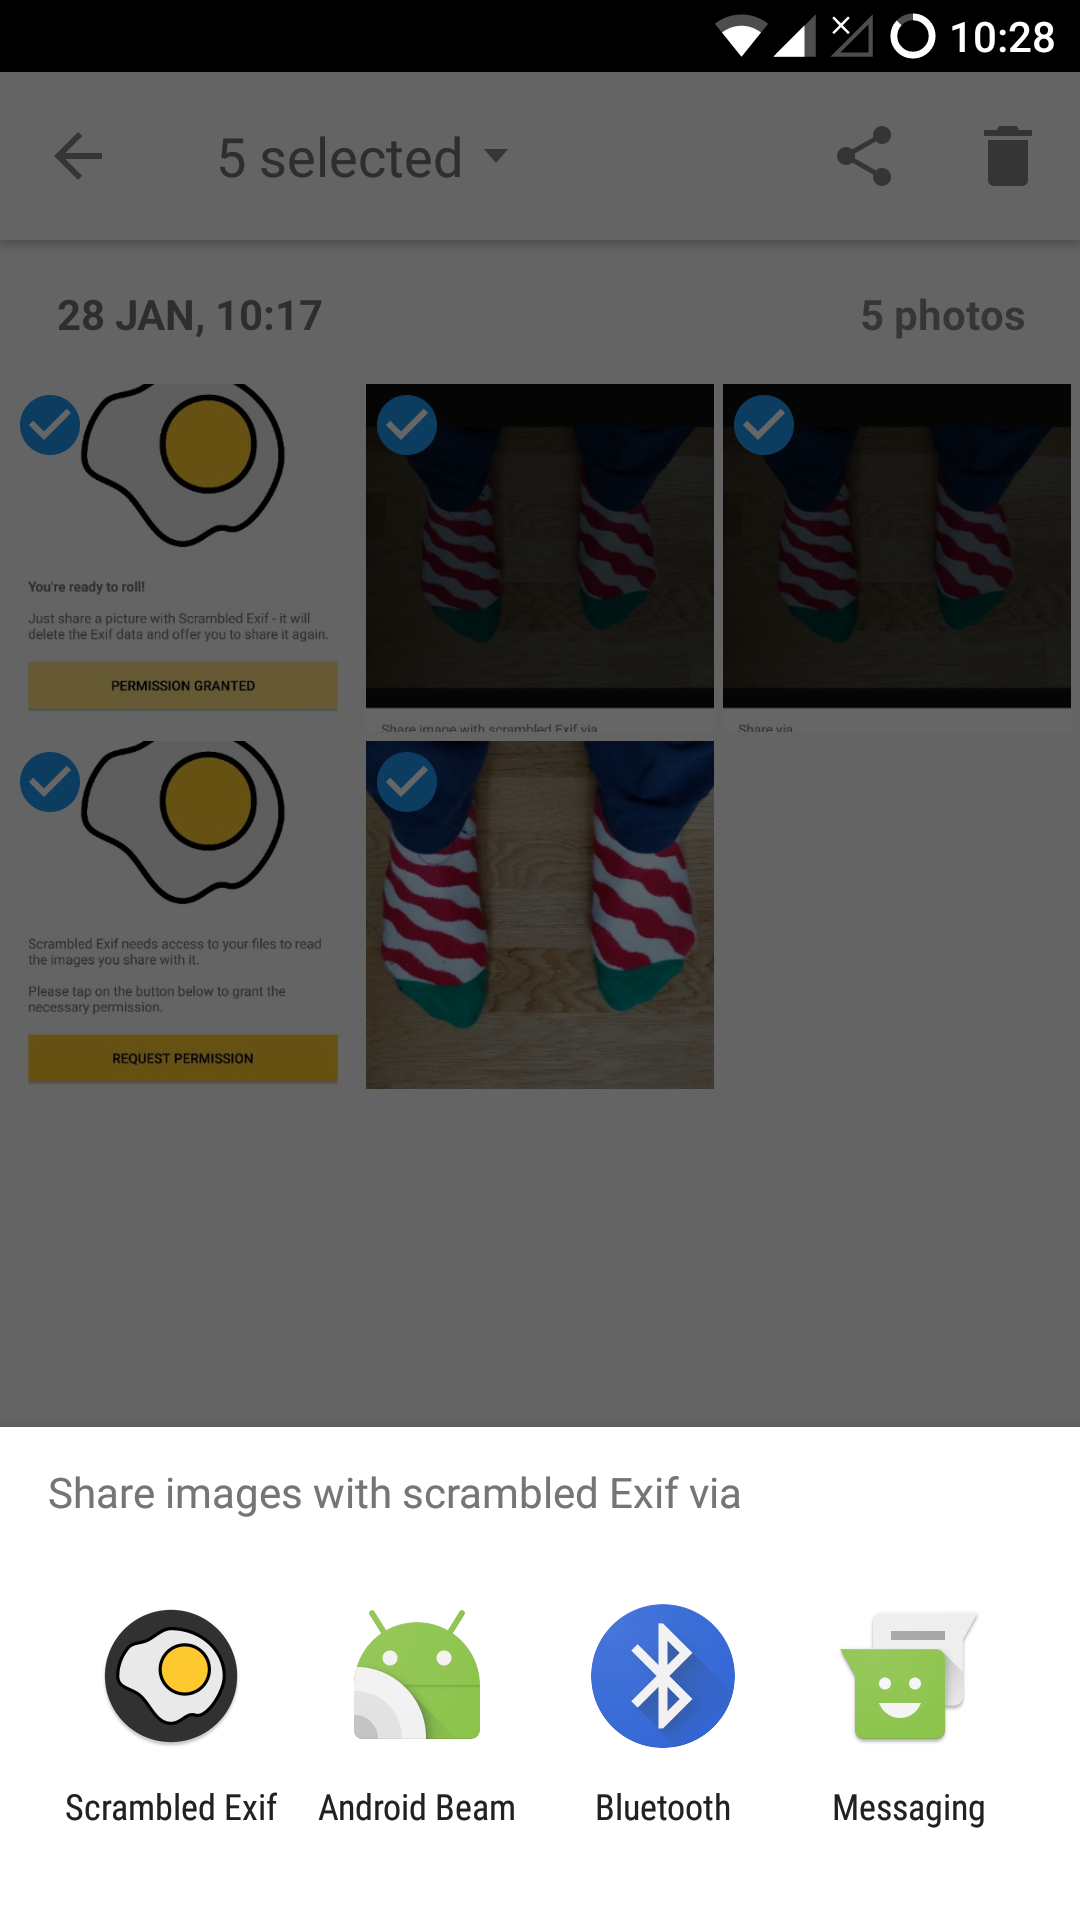 10:28
5 selected
28 JAN, 10:17
5 photos
You're ready to roll!
Just share a picture with Scrambled Exif - it will
delete the Exif data and offer you to share it again.
PERMISSION GRANTED
Share image with scrambled Exif via
Share via
Scrambled Exif needs access to your files to read
the images you share with it.
Please tap on the button below to grant the
necessary permission.
REQUEST PERMISSION
Share images with scrambled Exif via
Scrambled Exif
Android Beam
Bluetooth
Messaging